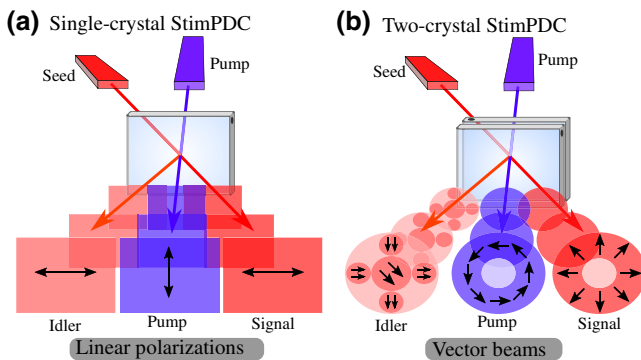 (a) Single-crystal StimPDC
Seed
Pump
Idler
Pump
Signal
Linear polarizations
(b) Two-crystal StimPDC
Seed
Pump
Idler
Pump
Signal
Vector beams